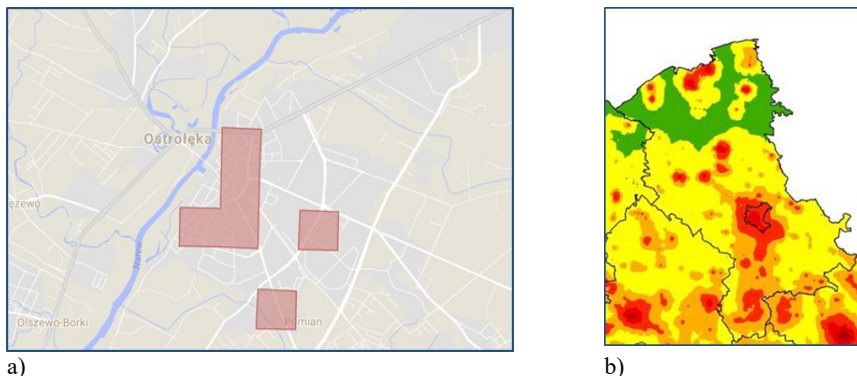 Ostrołęka
ężewo
Narew
Olszewo-Borki
Pomian
a)
b)